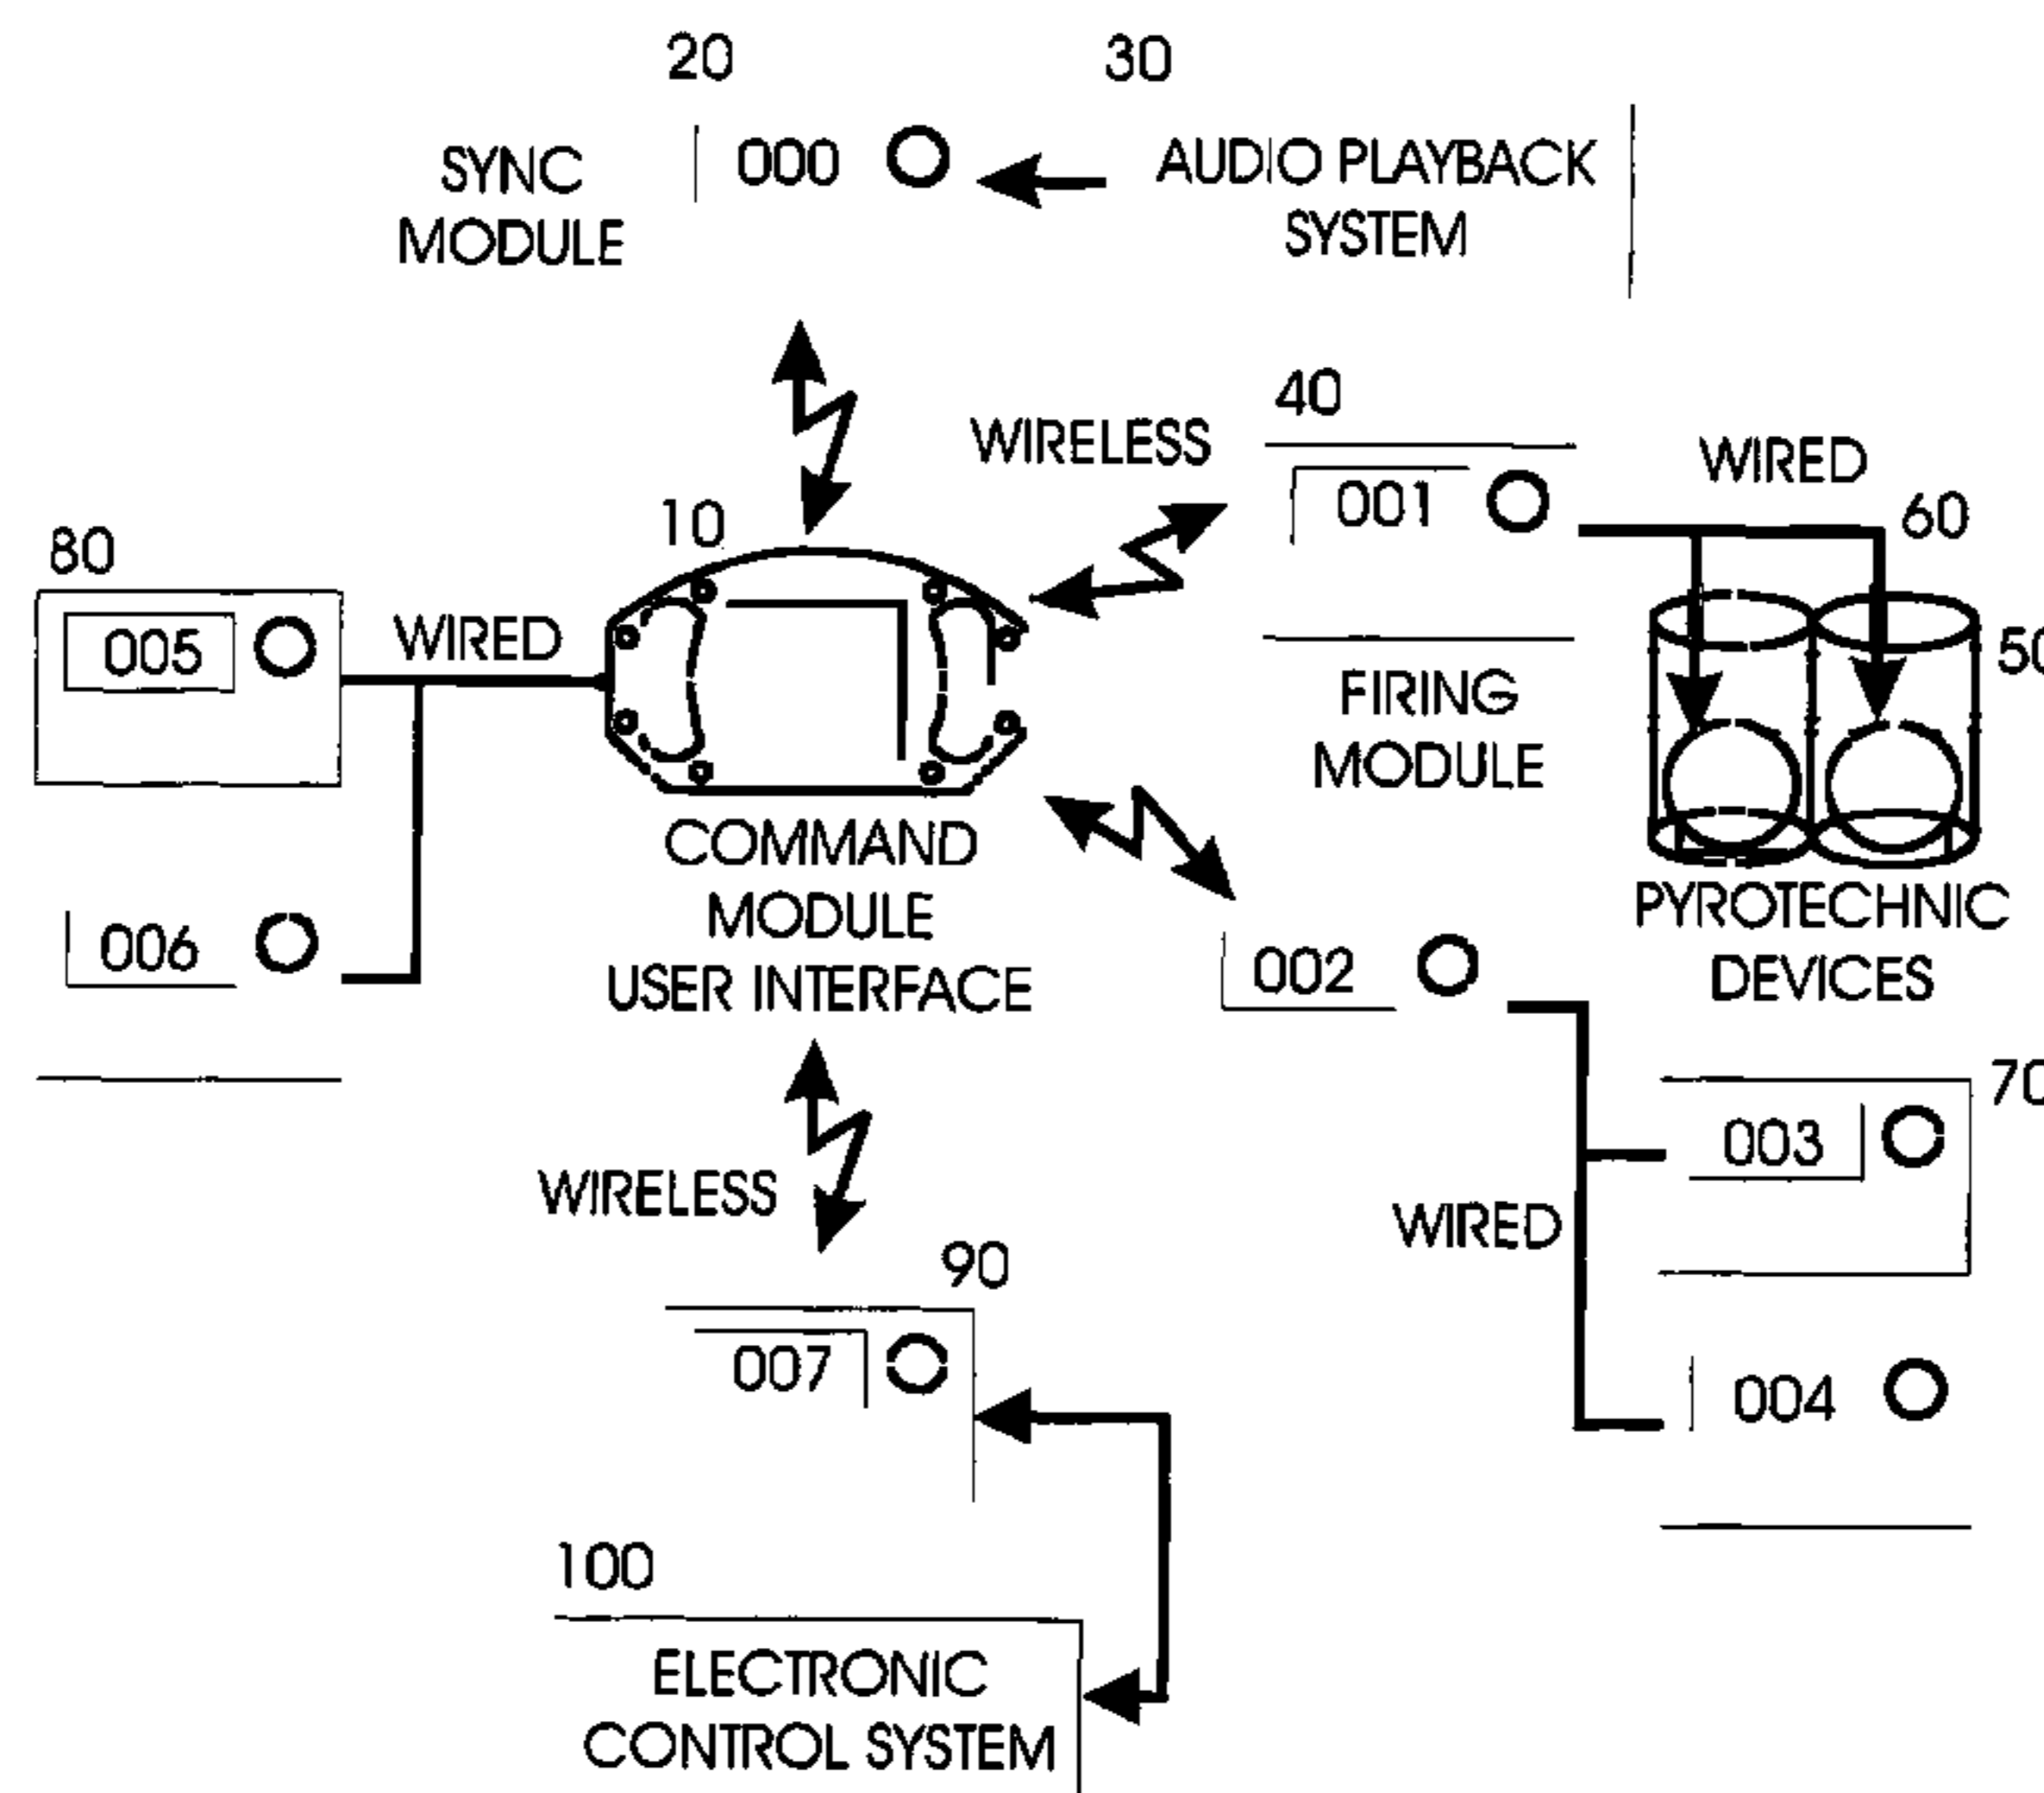 20
30
SYNC
MODULE
000
AUDIO PLAYBACK
SYSTEM
40
WIRELESS
001
WIRED
60
10
80
005
WIRED
50
FIRING
MODULE
COMMAND
MODULE
USER INTERFACE
PYROTECHNIC
DEVICES
006
002
70
003
WIRELESS
WIRED
90
007
004
100
ELECTRONIC
CONTROL SYSTEM